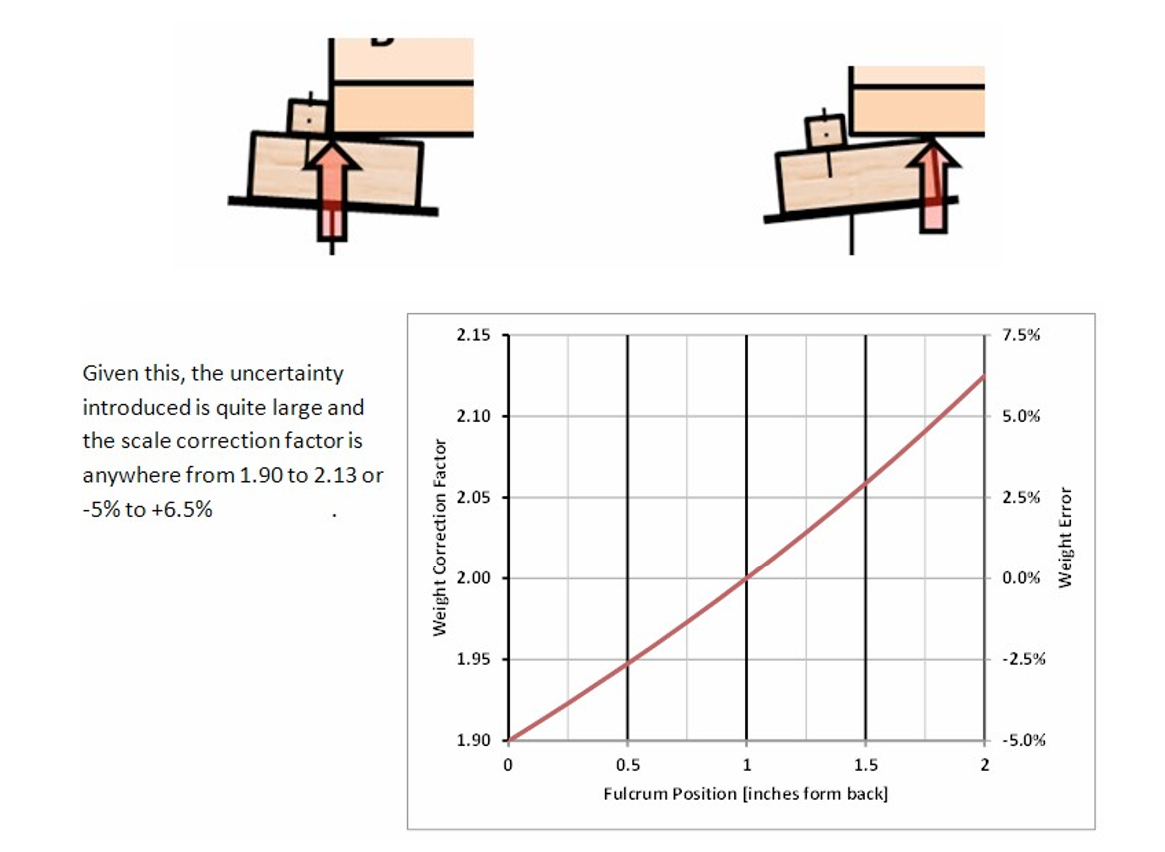 Given this, the uncertainty
introduced is quite large and
the scale correction factor is
anywhere from 1.90 to 2.13 or
-5% to +6.5% .
2.15
2.10
2.05
2.00
1.95
1.90
Weight Correction Factor
7.5%
5.0%
2.5%
0.0%
-2.5%
-5.0%
Weight Error
0 0.5 1 1.5 2
Fulcrum Position [inches form back]